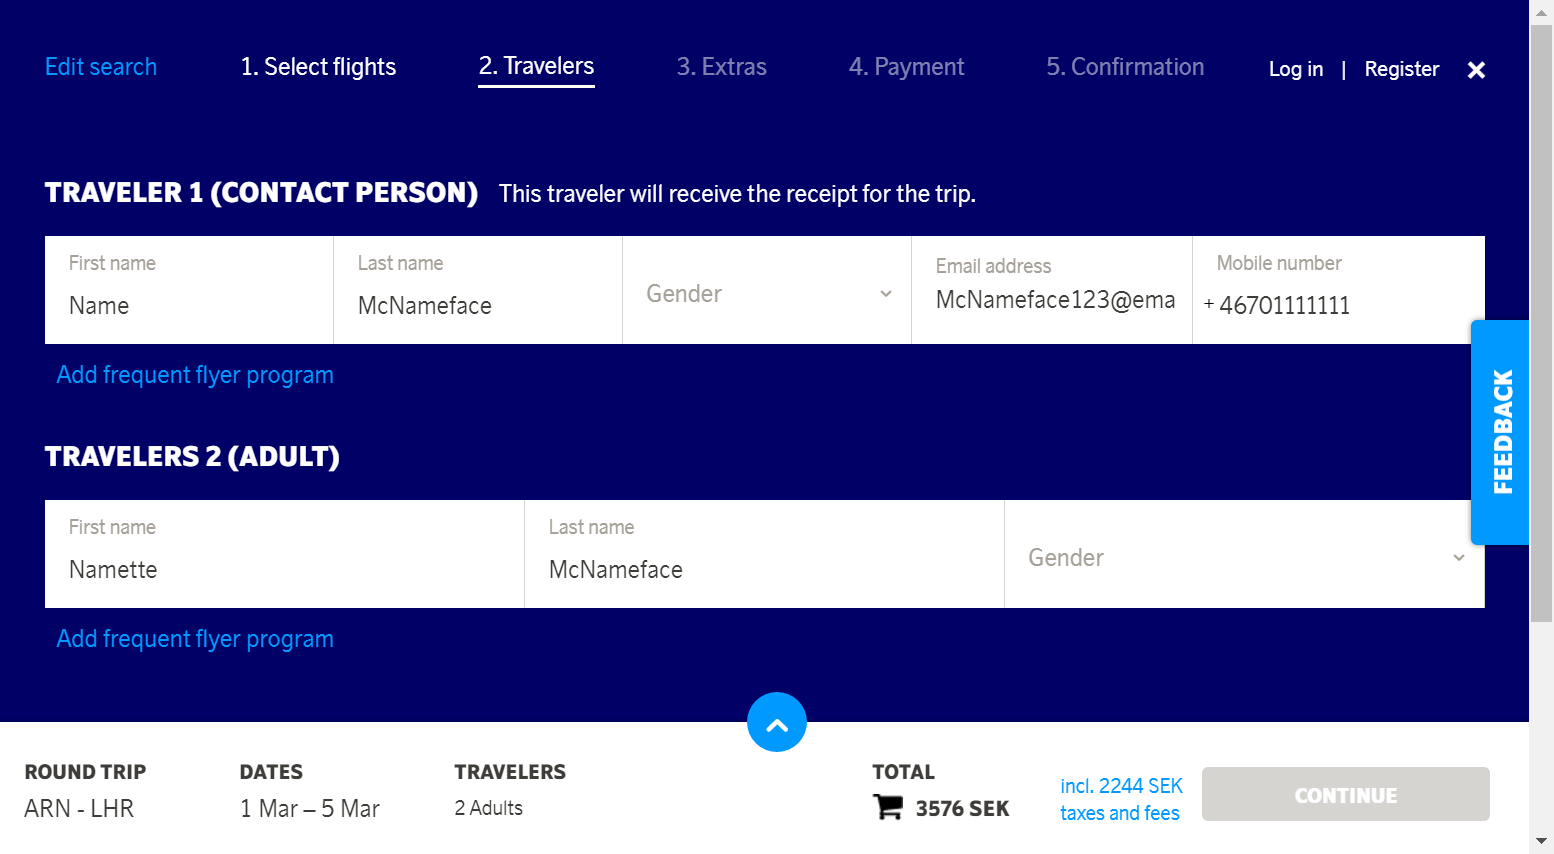 Edit search
1. Select flights
2. Travelers
3. Extras
4. Payment
5. Confirmation
Log in | Register
TRAVELER 1 (CONTACT PERSON) This traveler will receive the receipt for the trip.
First name
Name
Last name
McNameface
Gender
Email address
McNameface123@ema
Mobile number
+ 46701111111
Add frequent flyer program
FEEDBACK
TRAVELERS 2 (ADULT)
First name
Namette
Last name
McNameface
Gender
Add frequent flyer program
ROUND TRIP
ARN - LHR
DATES
1 Mar – 5 Mar
TRAVELERS
2 Adults
TOTAL
3576 SEK
incl. 2244 SEK
taxes and fees
CONTINUE